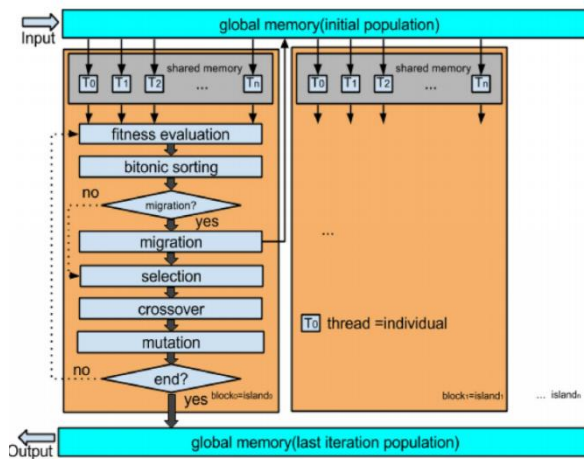 global memory(initial population)
Input
shared memory
T0 T1 T2 ... Tn
fitness evaluation
bitonic sorting
no
migration?
yes
migration
selection
crossover
mutation
no
end?
yes
block0=island0
shared memory
T0 T1 T2 ... Tn
...
T0 thread =individual
block1=island1
... islandn
global memory(last iteration population)
Output